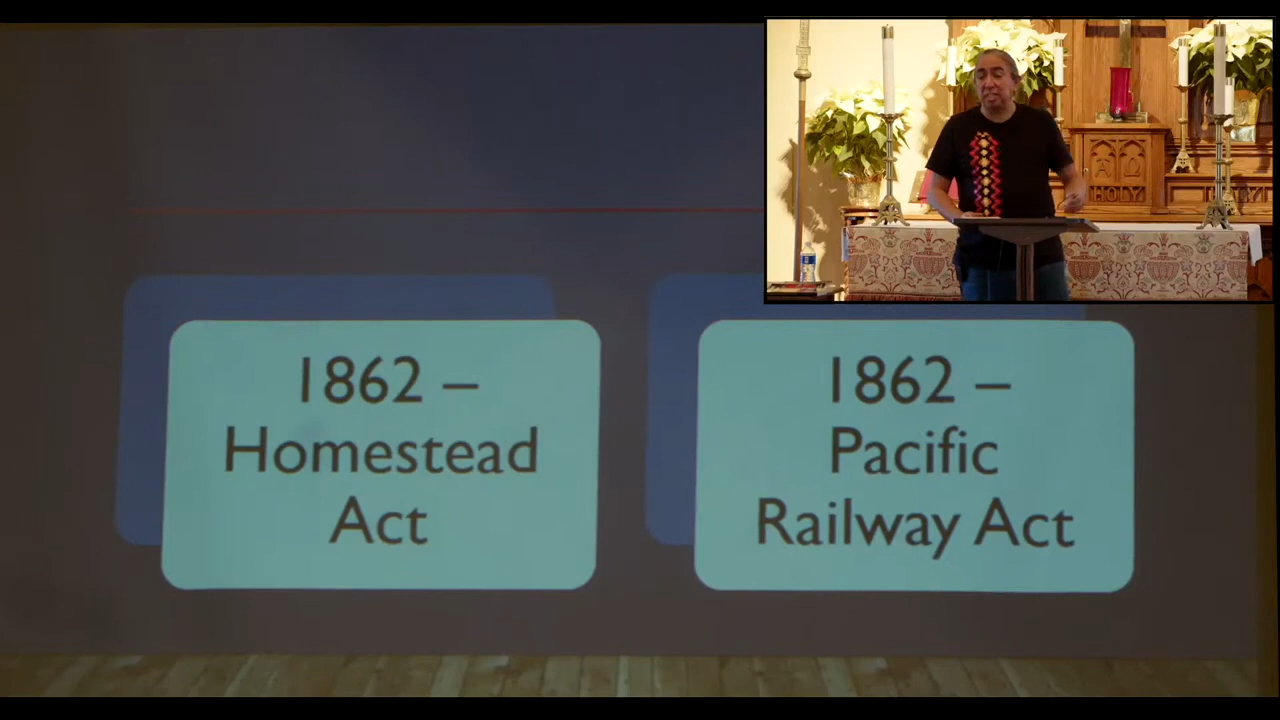 1862 –
Homestead
Act
1862 –
Pacific
Railway Act
Α Ω
HOLY